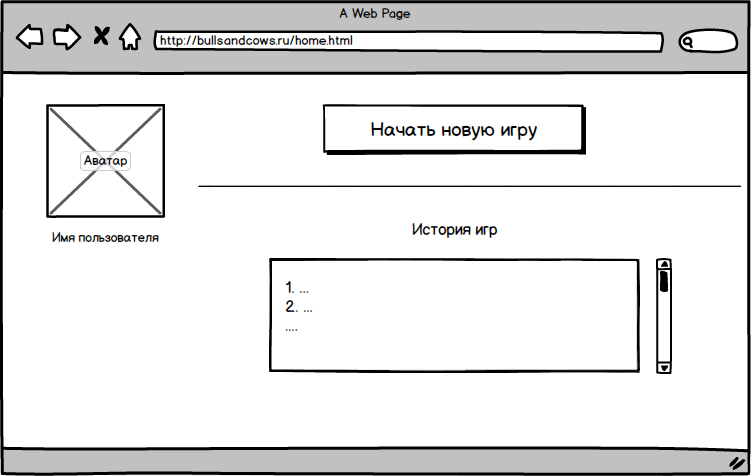 A Web Page
http://bullsandcows.ru/home.html
Начать новую игру
Аватар
Имя пользователя
История игр
1. ...
2. ...
....